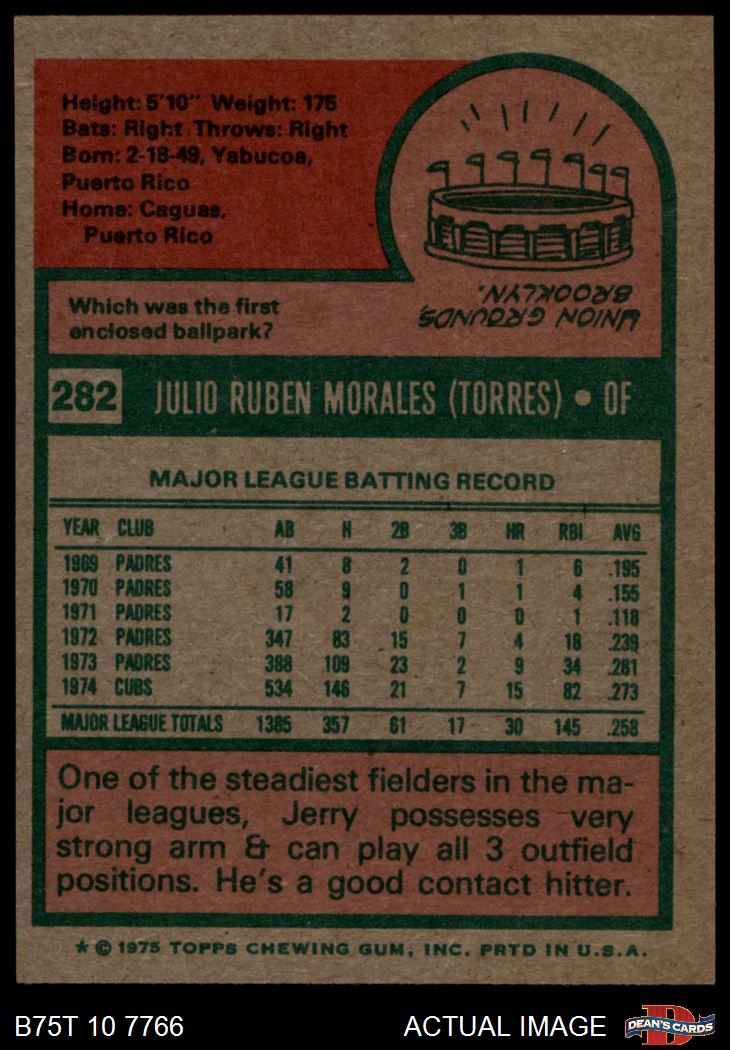 Height: 5'10" Weight: 175
Bats: Right Throws: Right
Born: 2-18-49, Yabucoa,
Puerto Rico
Home: Caguas,
Puerto Rico
Which was the first
enclosed ballpark?
UNION GROUNDS,
BROOKLYN.
282 JULIO RUBEN MORALES (TORRES) • OF
MAJOR LEAGUE BATTING RECORD
YEAR CLUB AB H 2B 3B HR RBI AVG
1969 PADRES 41 8 2 0 1 6 .195
1970 PADRES 58 9 0 1 1 4 .155
1971 PADRES 17 2 0 0 0 1 .118
1972 PADRES 347 83 15 7 4 18 .239
1973 PADRES 388 109 23 2 9 34 .281
1974 CUBS 534 146 21 7 15 82 .273
MAJOR LEAGUE TOTALS 1385 357 61 17 30 145 .258
One of the steadiest fielders in the ma-
jor leagues, Jerry possesses very
strong arm & can play all 3 outfield
positions. He's a good contact hitter.
* © 1975 TOPPS CHEWING GUM, INC. PRTD IN U.S.A.
B75T 10 7766 ACTUAL IMAGE D DEAN'S CARDS